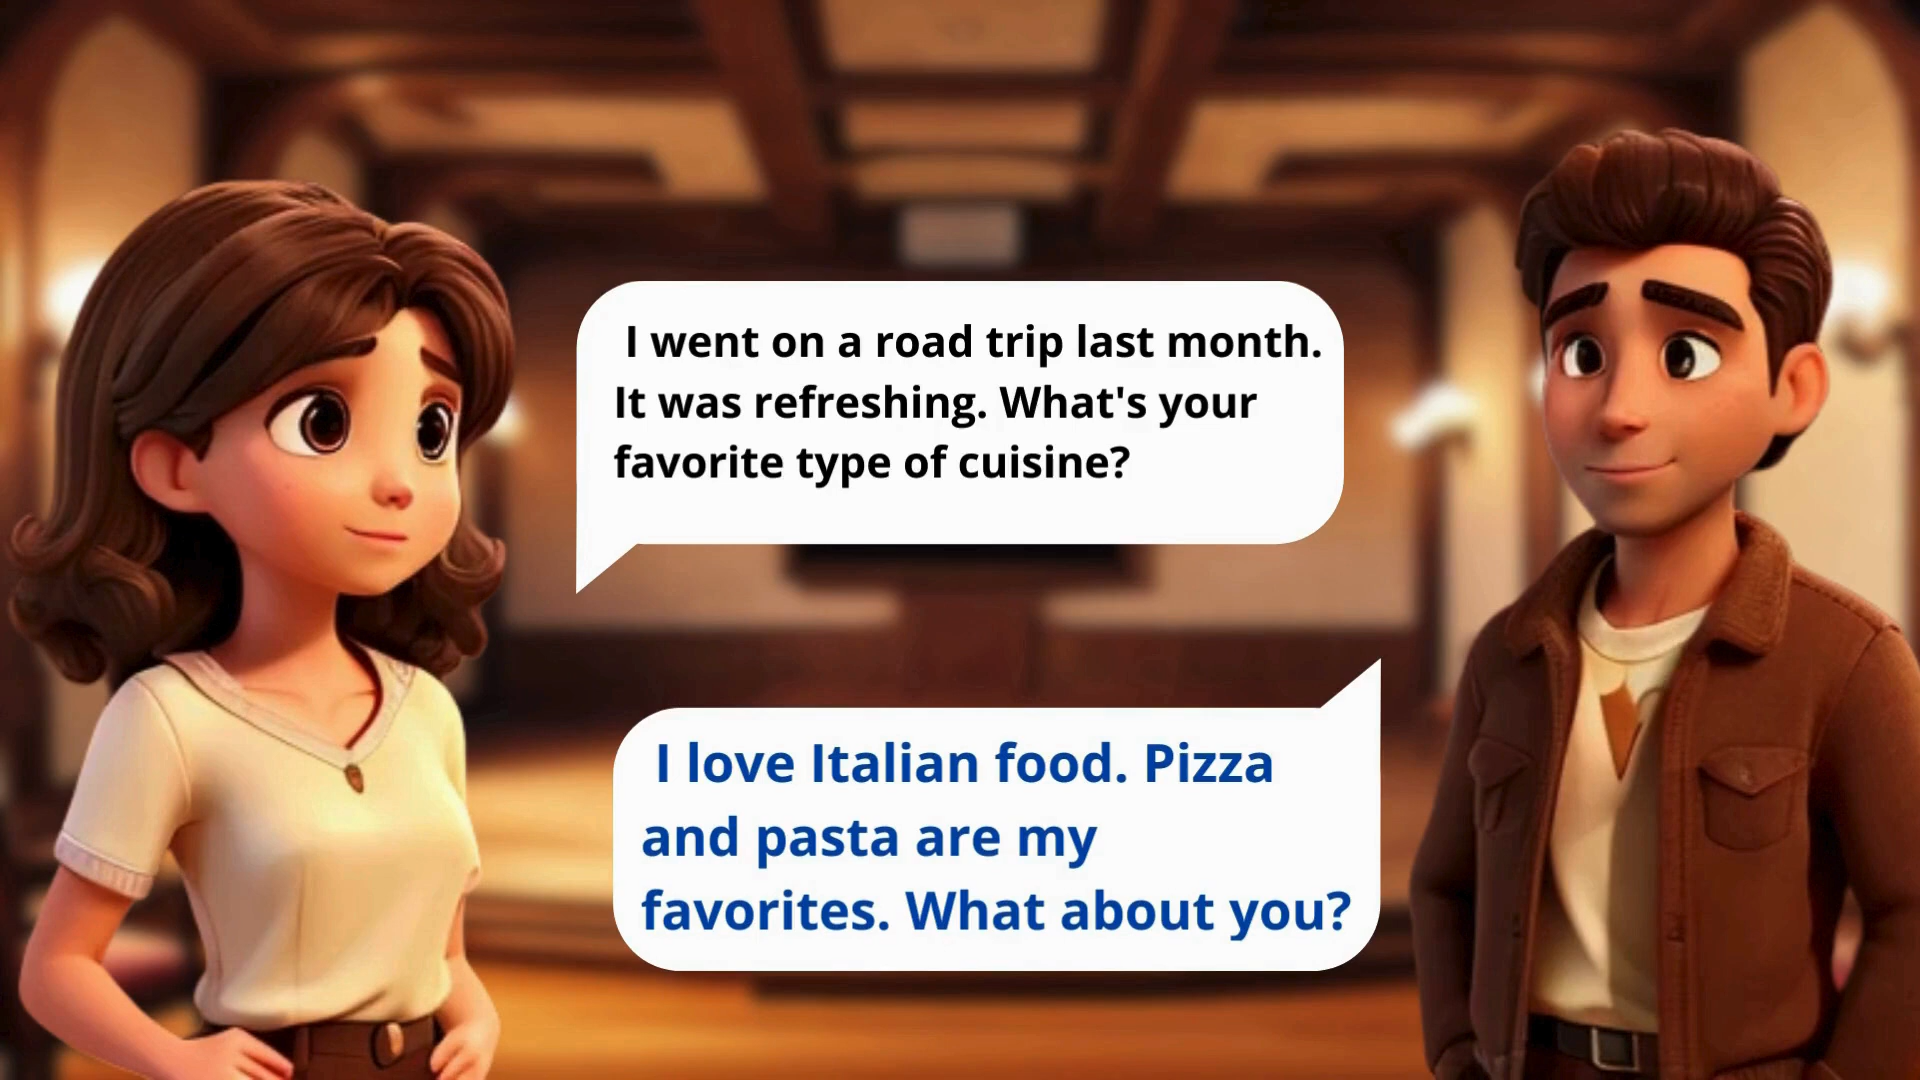 I went on a road trip last month.
It was refreshing. What's your
favorite type of cuisine?
I love Italian food. Pizza
and pasta are my
favorites. What about you?